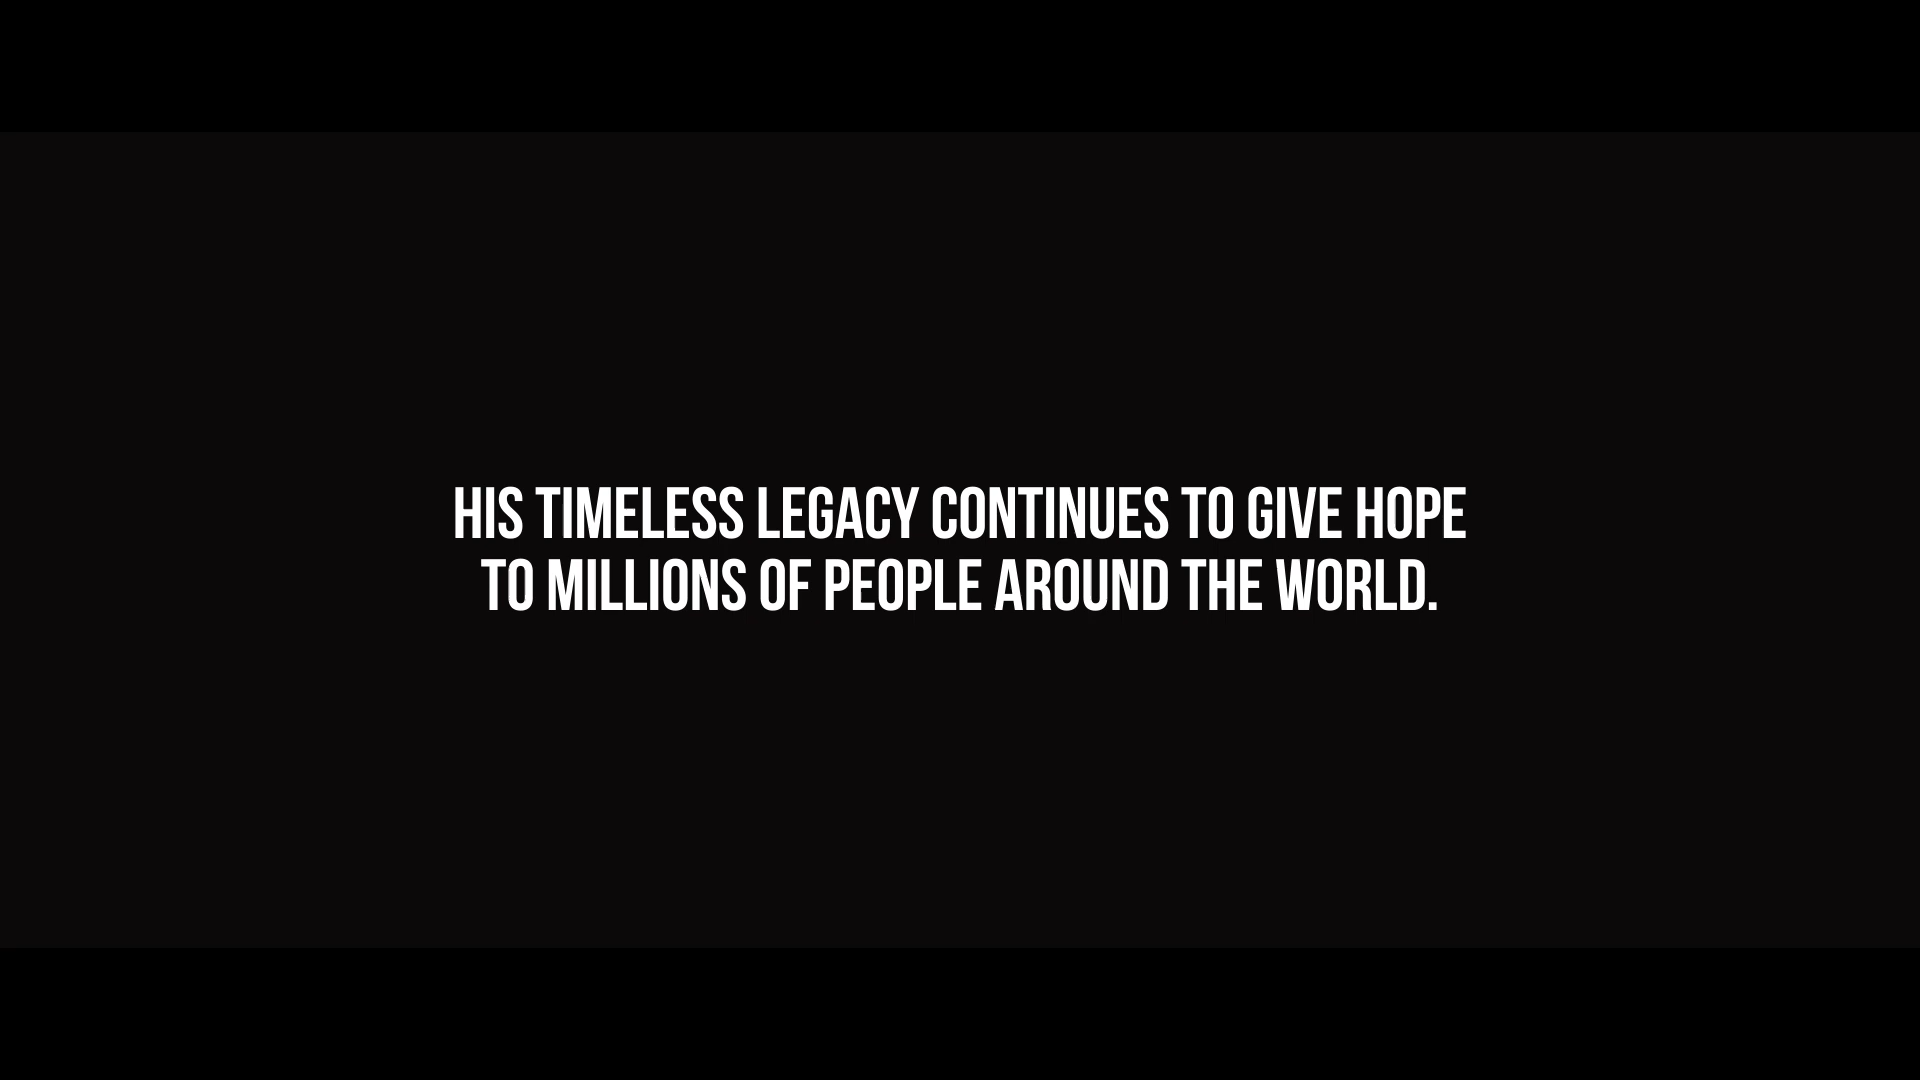 HIS TIMELESS LEGACY CONTINUES TO GIVE HOPE
TO MILLIONS OF PEOPLE AROUND THE WORLD.